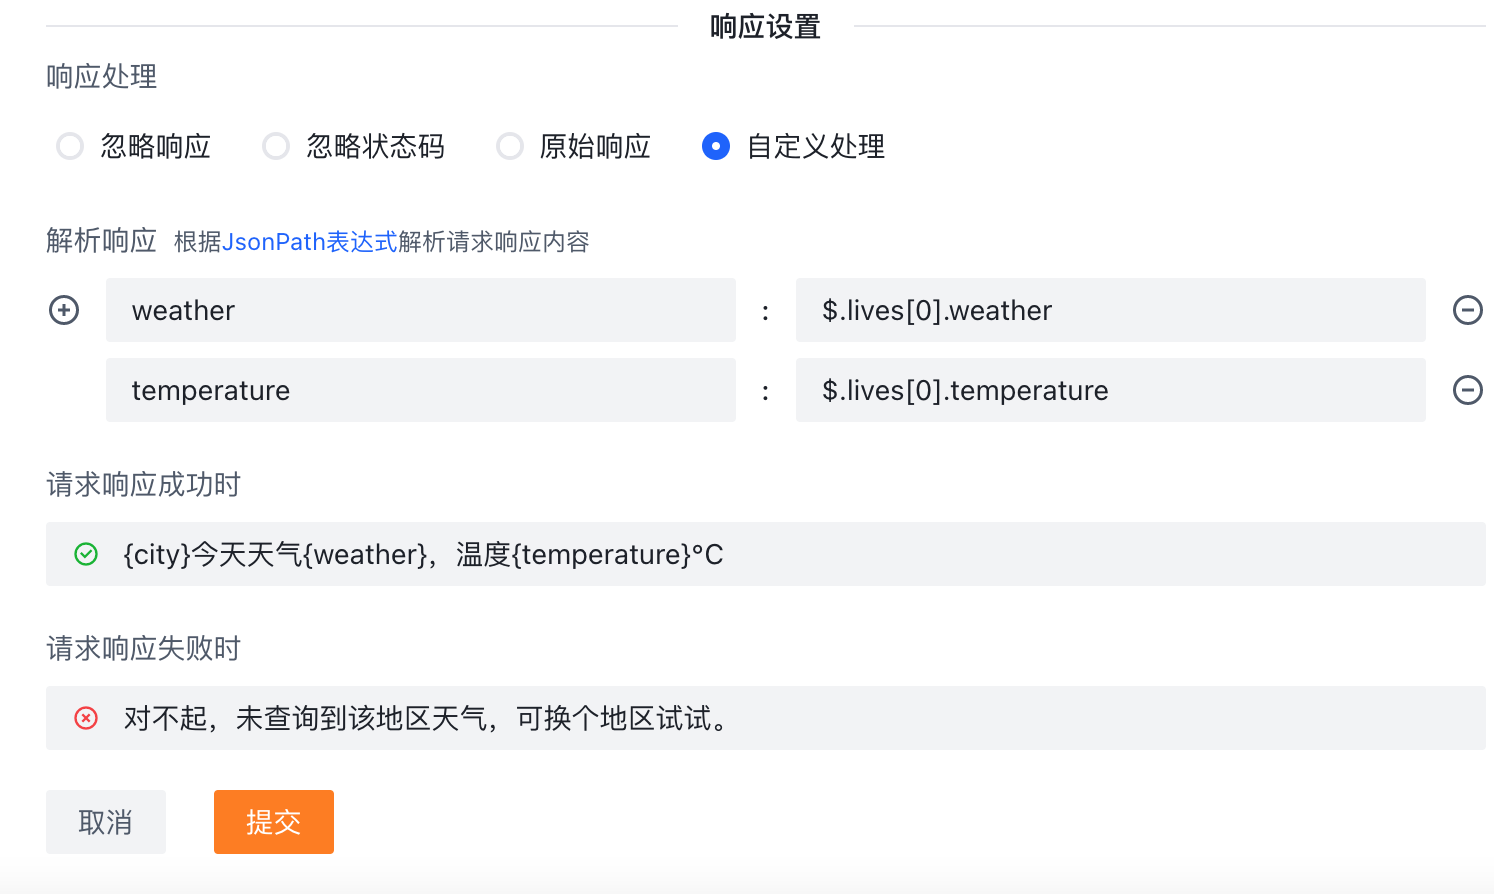 响应设置
响应处理
忽略响应 忽略状态码 原始响应 自定义处理
解析响应 根据JsonPath表达式解析请求响应内容
weather : $.lives[0].weather
temperature : $.lives[0].temperature
请求响应成功时
{city}今天天气{weather}，温度{temperature}°C
请求响应失败时
对不起，未查询到该地区天气，可换个地区试试。
取消 提交